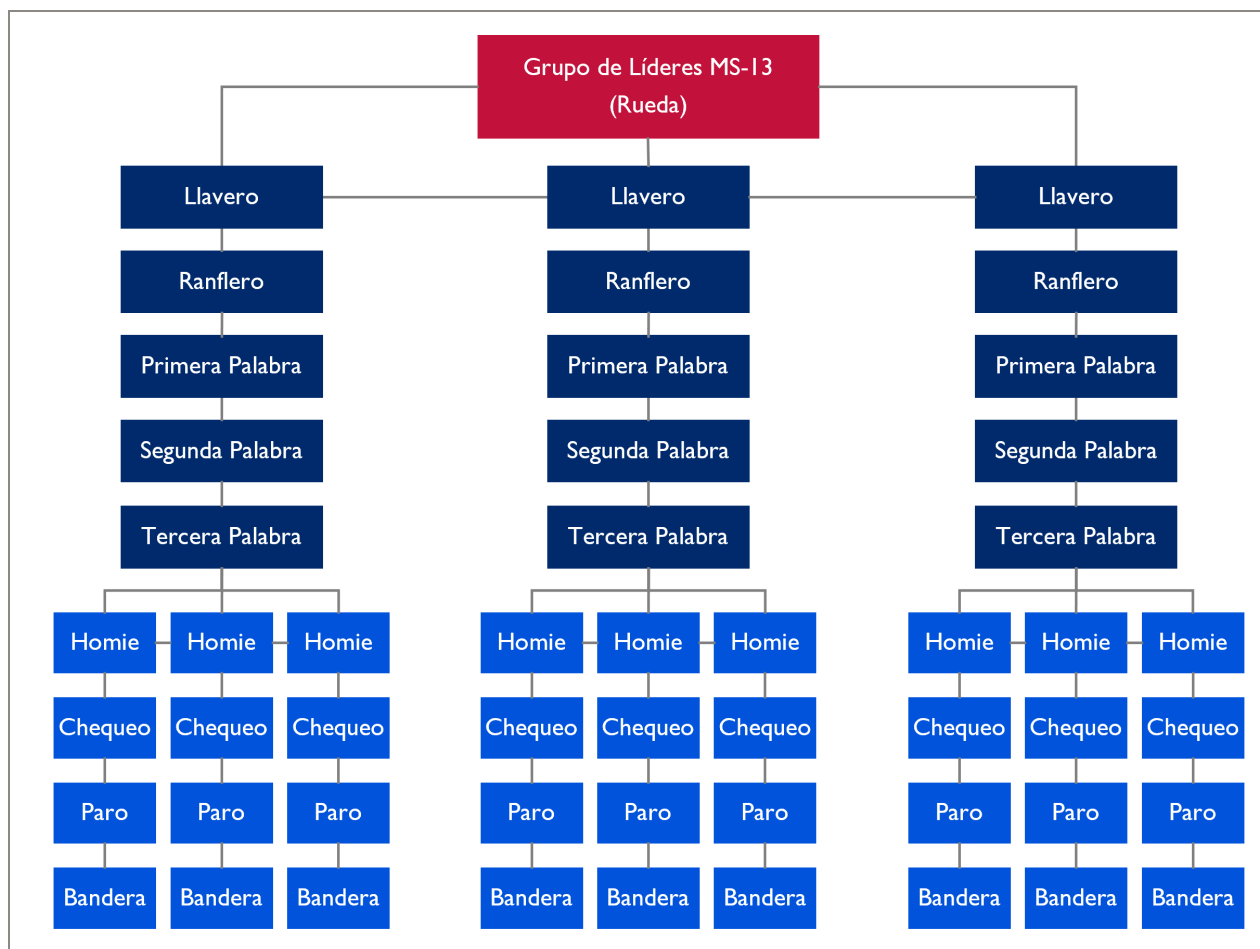 Grupo de Líderes MS-13
(Rueda)
Llavero Llavero Llavero
Ranflero Ranflero Ranflero
Primera Palabra Primera Palabra Primera Palabra
Segunda Palabra Segunda Palabra Segunda Palabra
Tercera Palabra Tercera Palabra Tercera Palabra
Homie Homie Homie Homie Homie Homie Homie Homie Homie
Chequeo Chequeo Chequeo Chequeo Chequeo Chequeo Chequeo Chequeo Chequeo
Paro Paro Paro Paro Paro Paro Paro Paro Paro
Bandera Bandera Bandera Bandera Bandera Bandera Bandera Bandera Bandera